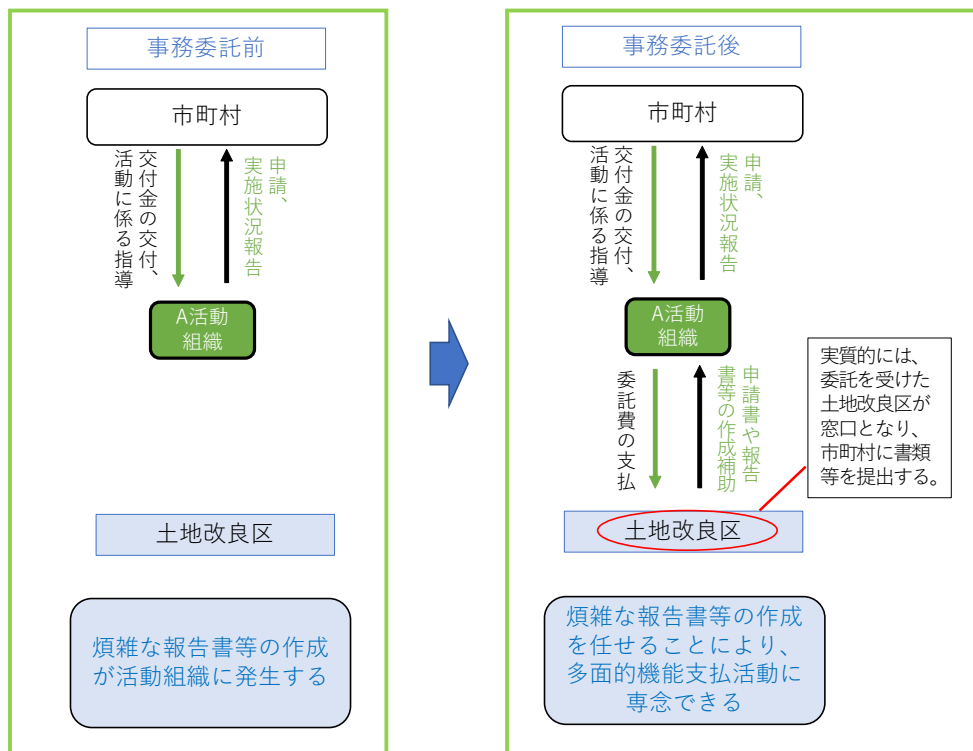 事務委託前
市町村
交付金の交付、
活動に係る指導
申請、
実施状況報告
A活動
組織
土地改良区
煩雑な報告書等の作成
が活動組織に発生する
事務委託後
市町村
交付金の交付、
活動に係る指導
申請、
実施状況報告
A活動
組織
委託費の支払
申請書や報告
書等の作成補助
実質的には、
委託を受けた
土地改良区が
窓口となり、
市町村に書類
等を提出する。
土地改良区
煩雑な報告書等の作成
を任せることにより、
多面的機能支払活動に
専念できる